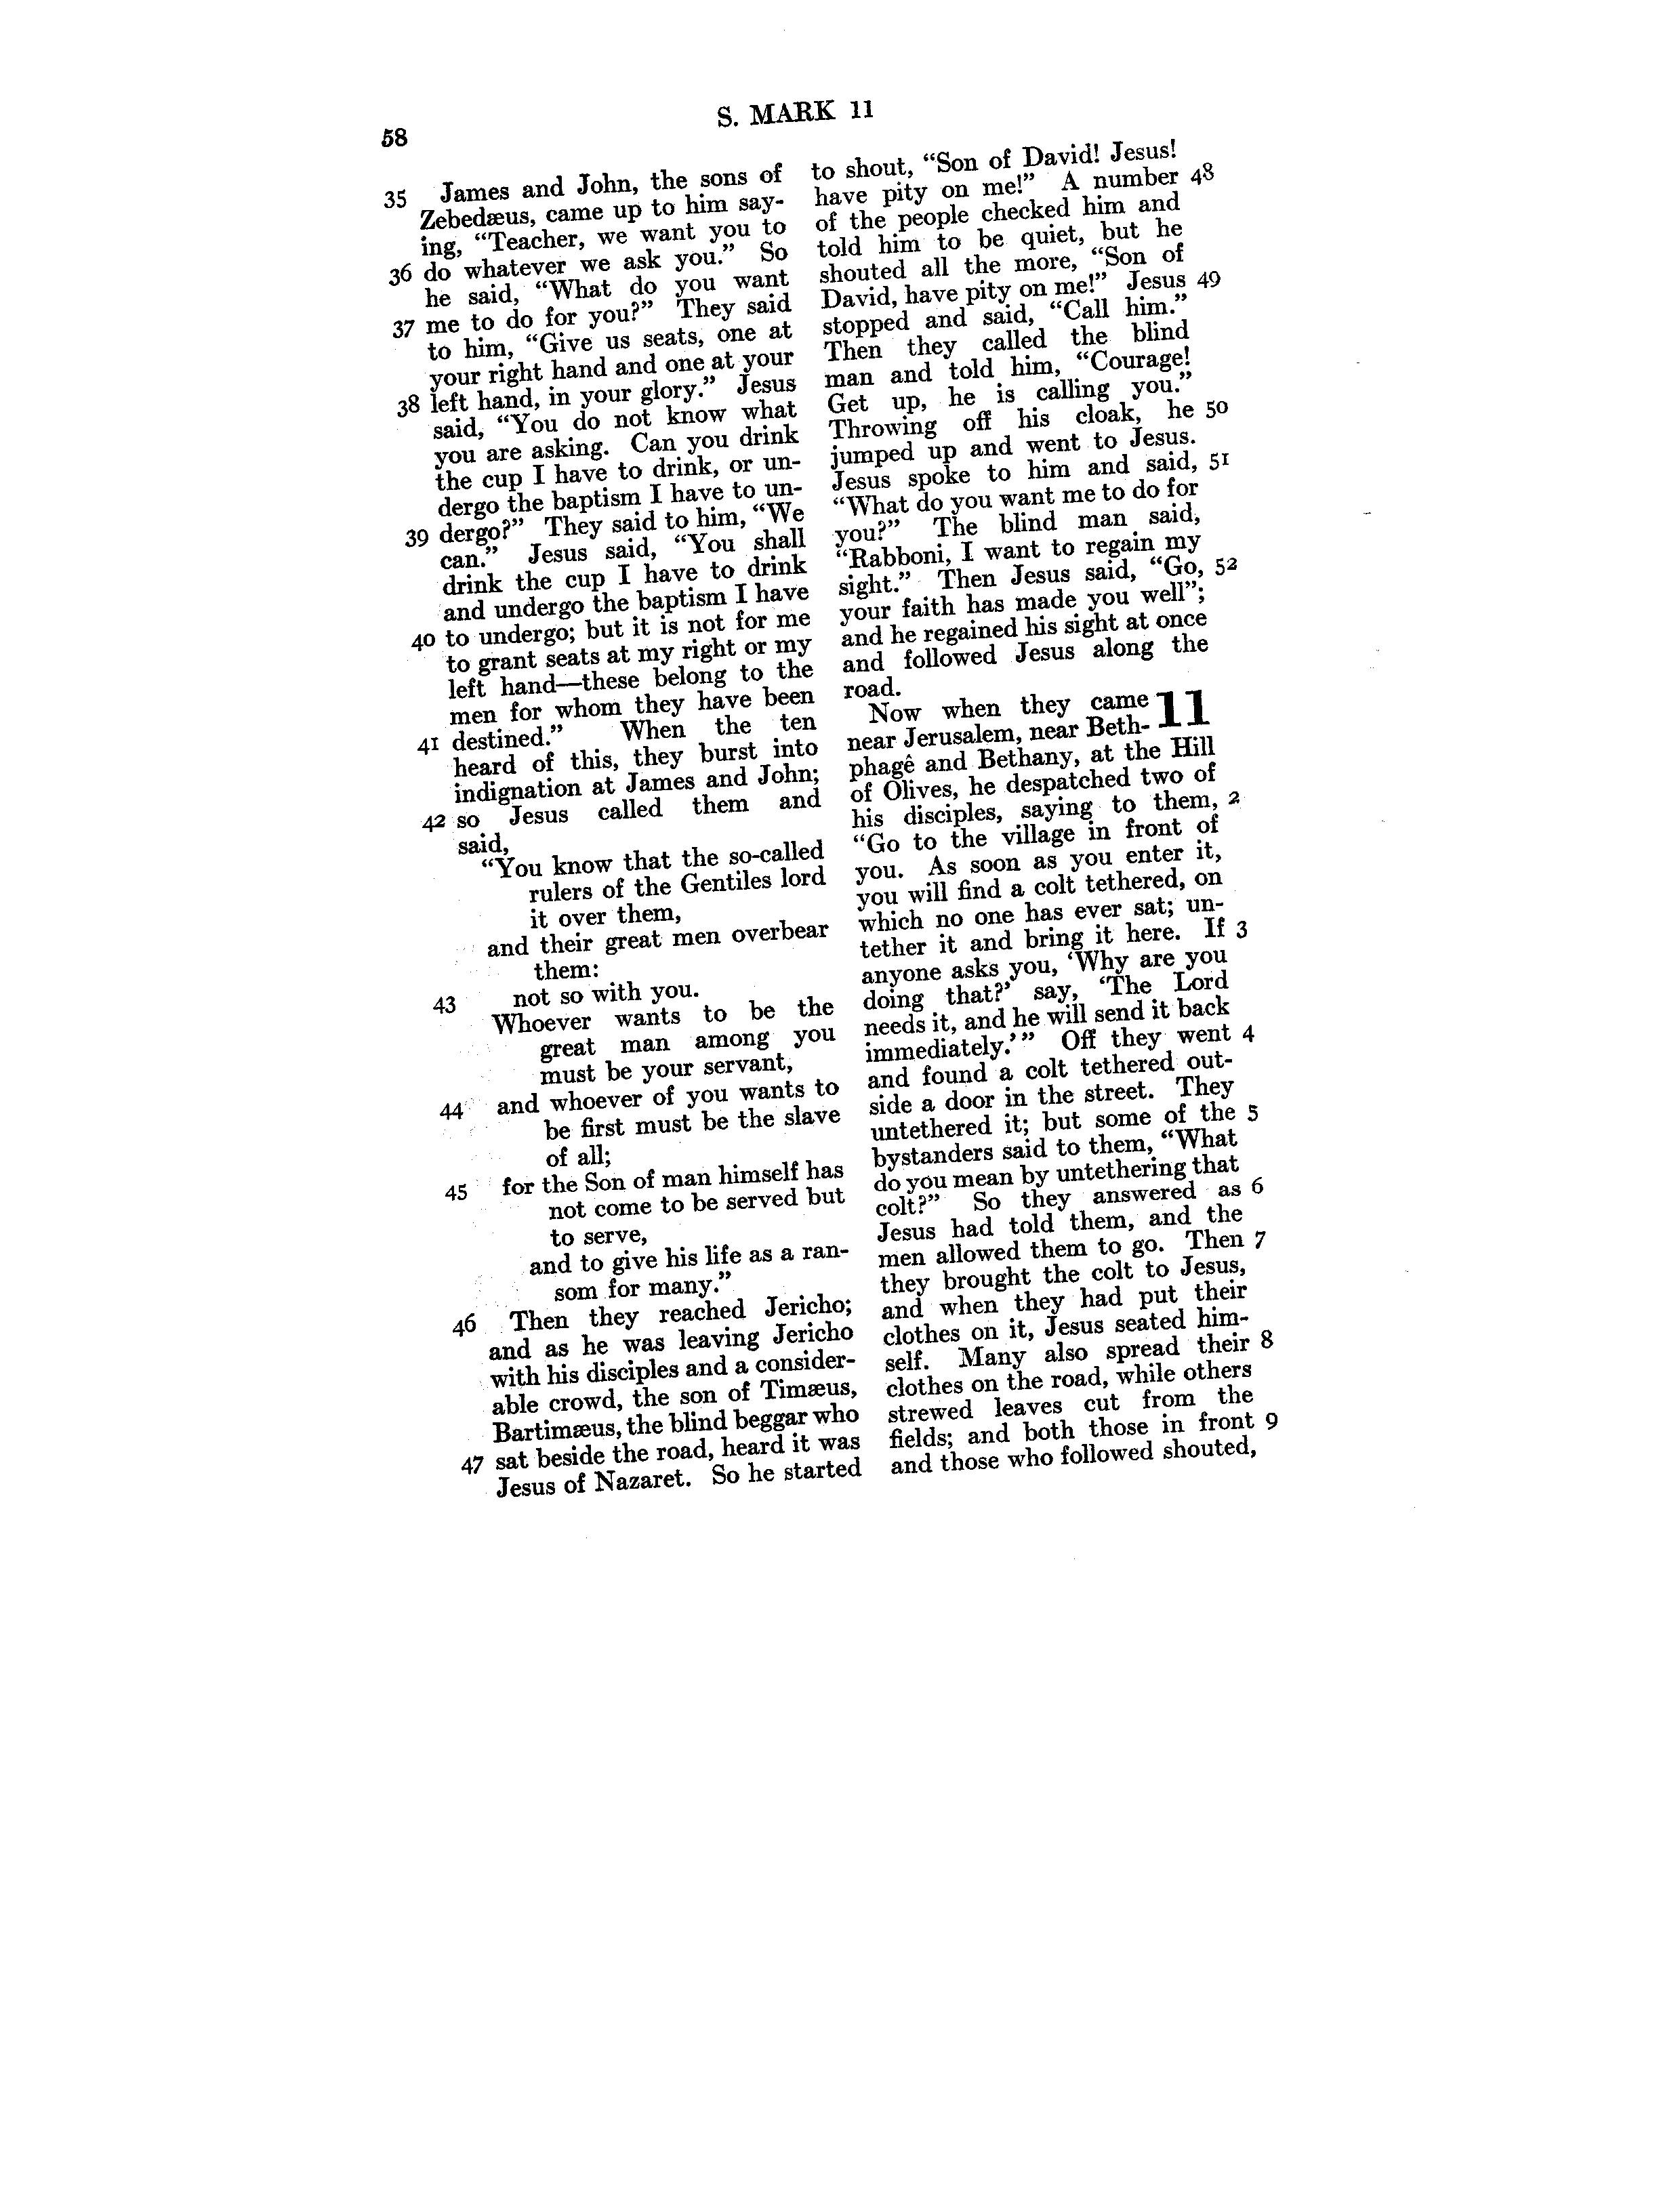 58
S. MARK 11
35 James and John, the sons of
Zebedæus, came up to him say-
ing, “Teacher, we want you to
36 do whatever we ask you.” So
he said, “What do you want
37 me to do for you?” They said
to him, “Give us seats, one at
your right hand and one at your
38 left hand, in your glory.” Jesus
said, “You do not know what
you are asking. Can you drink
the cup I have to drink, or un-
dergo the baptism I have to un-
39 dergo?” They said to him, “We
can.” Jesus said, “You shall
drink the cup I have to drink
and undergo the baptism I have
40 to undergo; but it is not for me
to grant seats at my right or my
left hand—these belong to the
men for whom they have been
41 destined.” When the ten
heard of this, they burst into
indignation at James and John;
42 so Jesus called them and
said,
“You know that the so-called
rulers of the Gentiles lord
it over them,
and their great men overbear
them:
43 not so with you.
Whoever wants to be the
great man among you
must be your servant,
44 and whoever of you wants to
be first must be the slave
of all;
45 for the Son of man himself has
not come to be served but
to serve,
and to give his life as a ran-
som for many.”
46 Then they reached Jericho;
and as he was leaving Jericho
with his disciples and a consider-
able crowd, the son of Timæus,
Bartimæus, the blind beggar who
47 sat beside the road, heard it was
Jesus of Nazaret. So he started
to shout, “Son of David! Jesus!
have pity on me!” A number 48
of the people checked him and
told him to be quiet, but he
shouted all the more, “Son of
David, have pity on me!” Jesus 49
stopped and said, “Call him.”
Then they called the blind
man and told him, “Courage!
Get up, he is calling you.”
Throwing off his cloak, he 50
jumped up and went to Jesus.
Jesus spoke to him and said, 51
“What do you want me to do for
you?” The blind man said,
“Rabboni, I want to regain my
sight.” Then Jesus said, “Go, 52
your faith has made you well”;
and he regained his sight at once
and followed Jesus along the
road.
Now when they came 11
near Jerusalem, near Beth-
phagê and Bethany, at the Hill
of Olives, he despatched two of
his disciples, saying to them, 2
“Go to the village in front of
you. As soon as you enter it,
you will find a colt tethered, on
which no one has ever sat; un-
tether it and bring it here. If 3
anyone asks you, ‘Why are you
doing that?’ say, ‘The Lord
needs it, and he will send it back
immediately.’” Off they went 4
and found a colt tethered out-
side a door in the street. They
untethered it; but some of the 5
bystanders said to them, “What
do you mean by untethering that
colt?” So they answered as 6
Jesus had told them, and the
men allowed them to go. Then 7
they brought the colt to Jesus,
and when they had put their
clothes on it, Jesus seated him-
self. Many also spread their 8
clothes on the road, while others
strewed leaves cut from the
fields; and both those in front 9
and those who followed shouted,